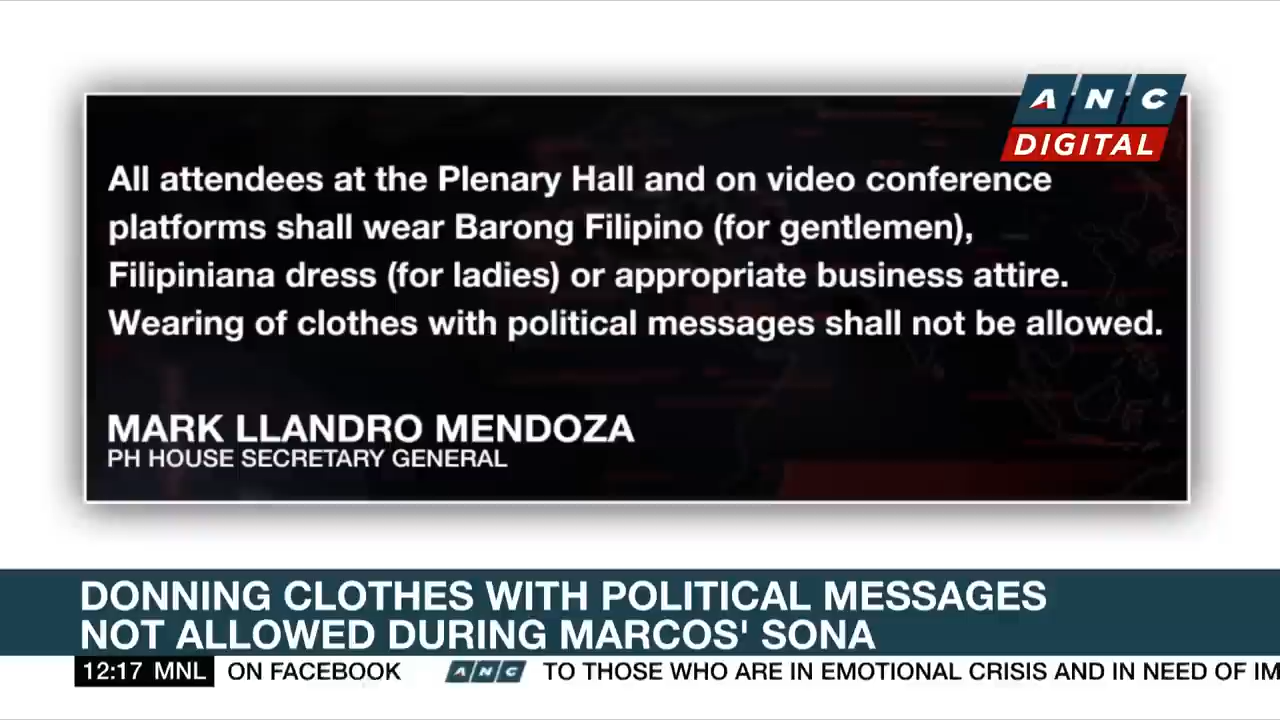 ANC
DIGITAL
All attendees at the Plenary Hall and on video conference
platforms shall wear Barong Filipino (for gentlemen),
Filipiniana dress (for ladies) or appropriate business attire.
Wearing of clothes with political messages shall not be allowed.
MARK LLANDRO MENDOZA
PH HOUSE SECRETARY GENERAL
DONNING CLOTHES WITH POLITICAL MESSAGES
NOT ALLOWED DURING MARCOS' SONA
12:17 MNL ON FACEBOOK ANC TO THOSE WHO ARE IN EMOTIONAL CRISIS AND IN NEED OF IM